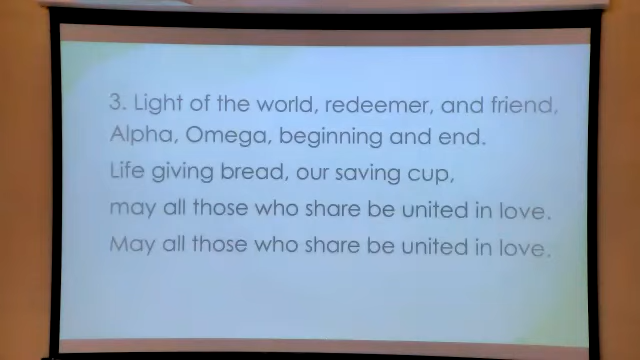 3. Light of the world, redeemer, and friend,
Alpha, Omega, beginning and end.
Life giving bread, our saving cup,
may all those who share be united in love.
May all those who share be united in love.